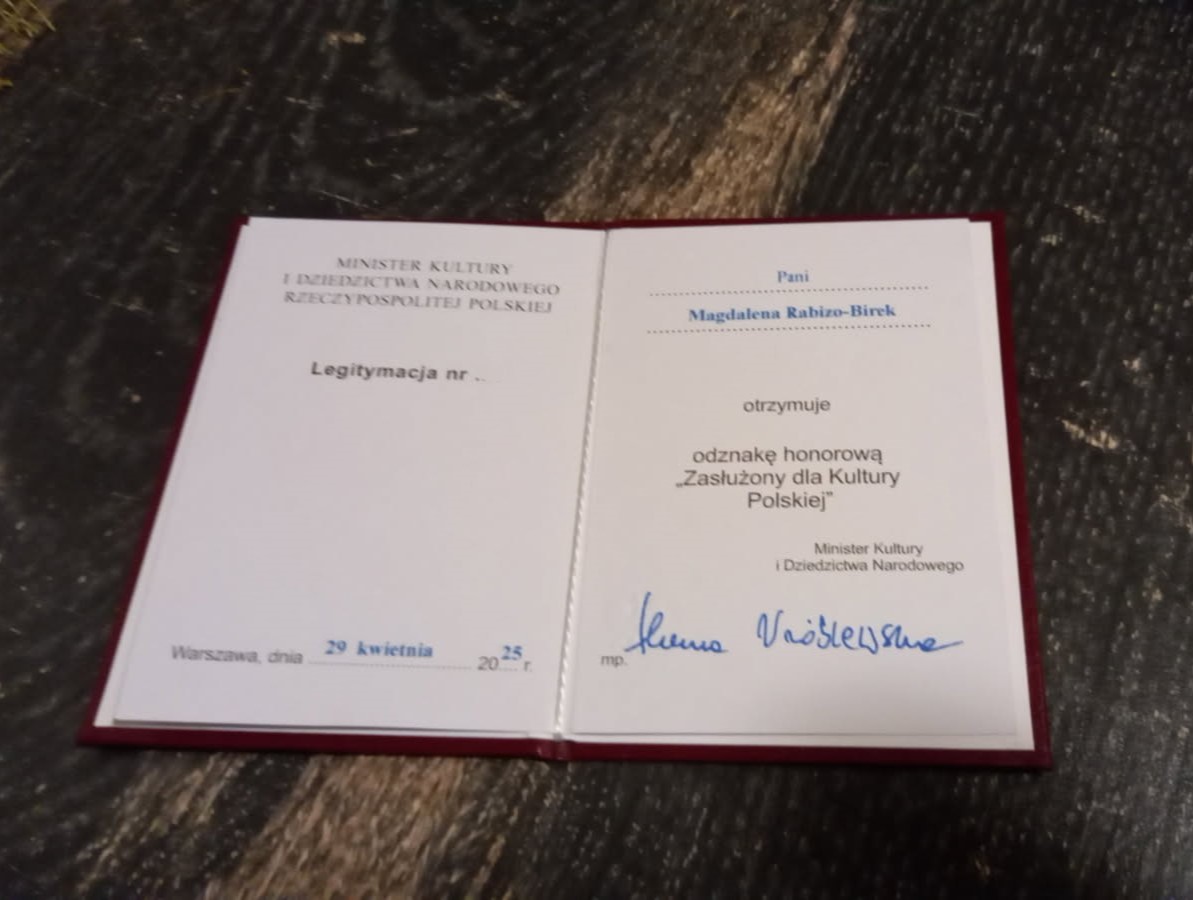 MINISTER KULTURY
I DZIEDZICTWA NARODOWEGO
RZECZYPOSPOLITEJ POLSKIEJ
Legitymacja nr ..
Warszawa, dnia 29 kwietnia 2025 r.
Pani
Magdalena Rabizo-Birek
otrzymuje
odznakę honorową
„Zasłużony dla Kultury
Polskiej”
Minister Kultury
i Dziedzictwa Narodowego
mp.